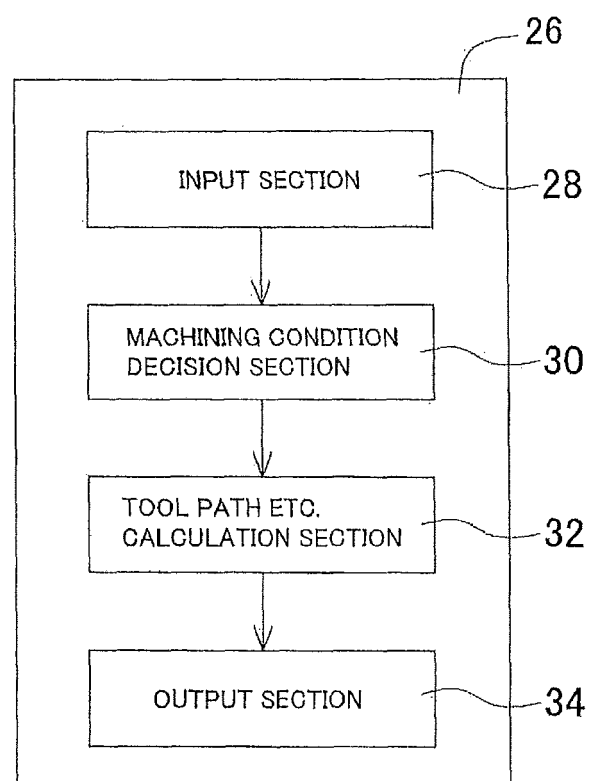 26
INPUT SECTION
28
MACHINING CONDITION
DECISION SECTION
30
TOOL PATH ETC.
CALCULATION SECTION
32
OUTPUT SECTION
34